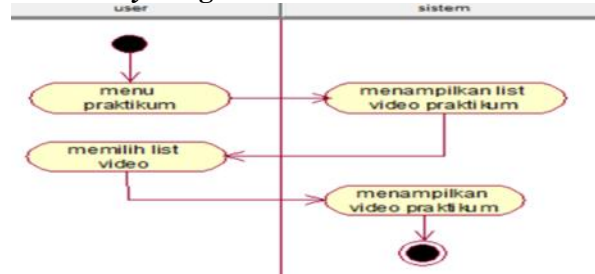 user
sistem
menu
praktikum
menampilkan list
video praktikum
memilih list
video
menampilkan
video praktikum